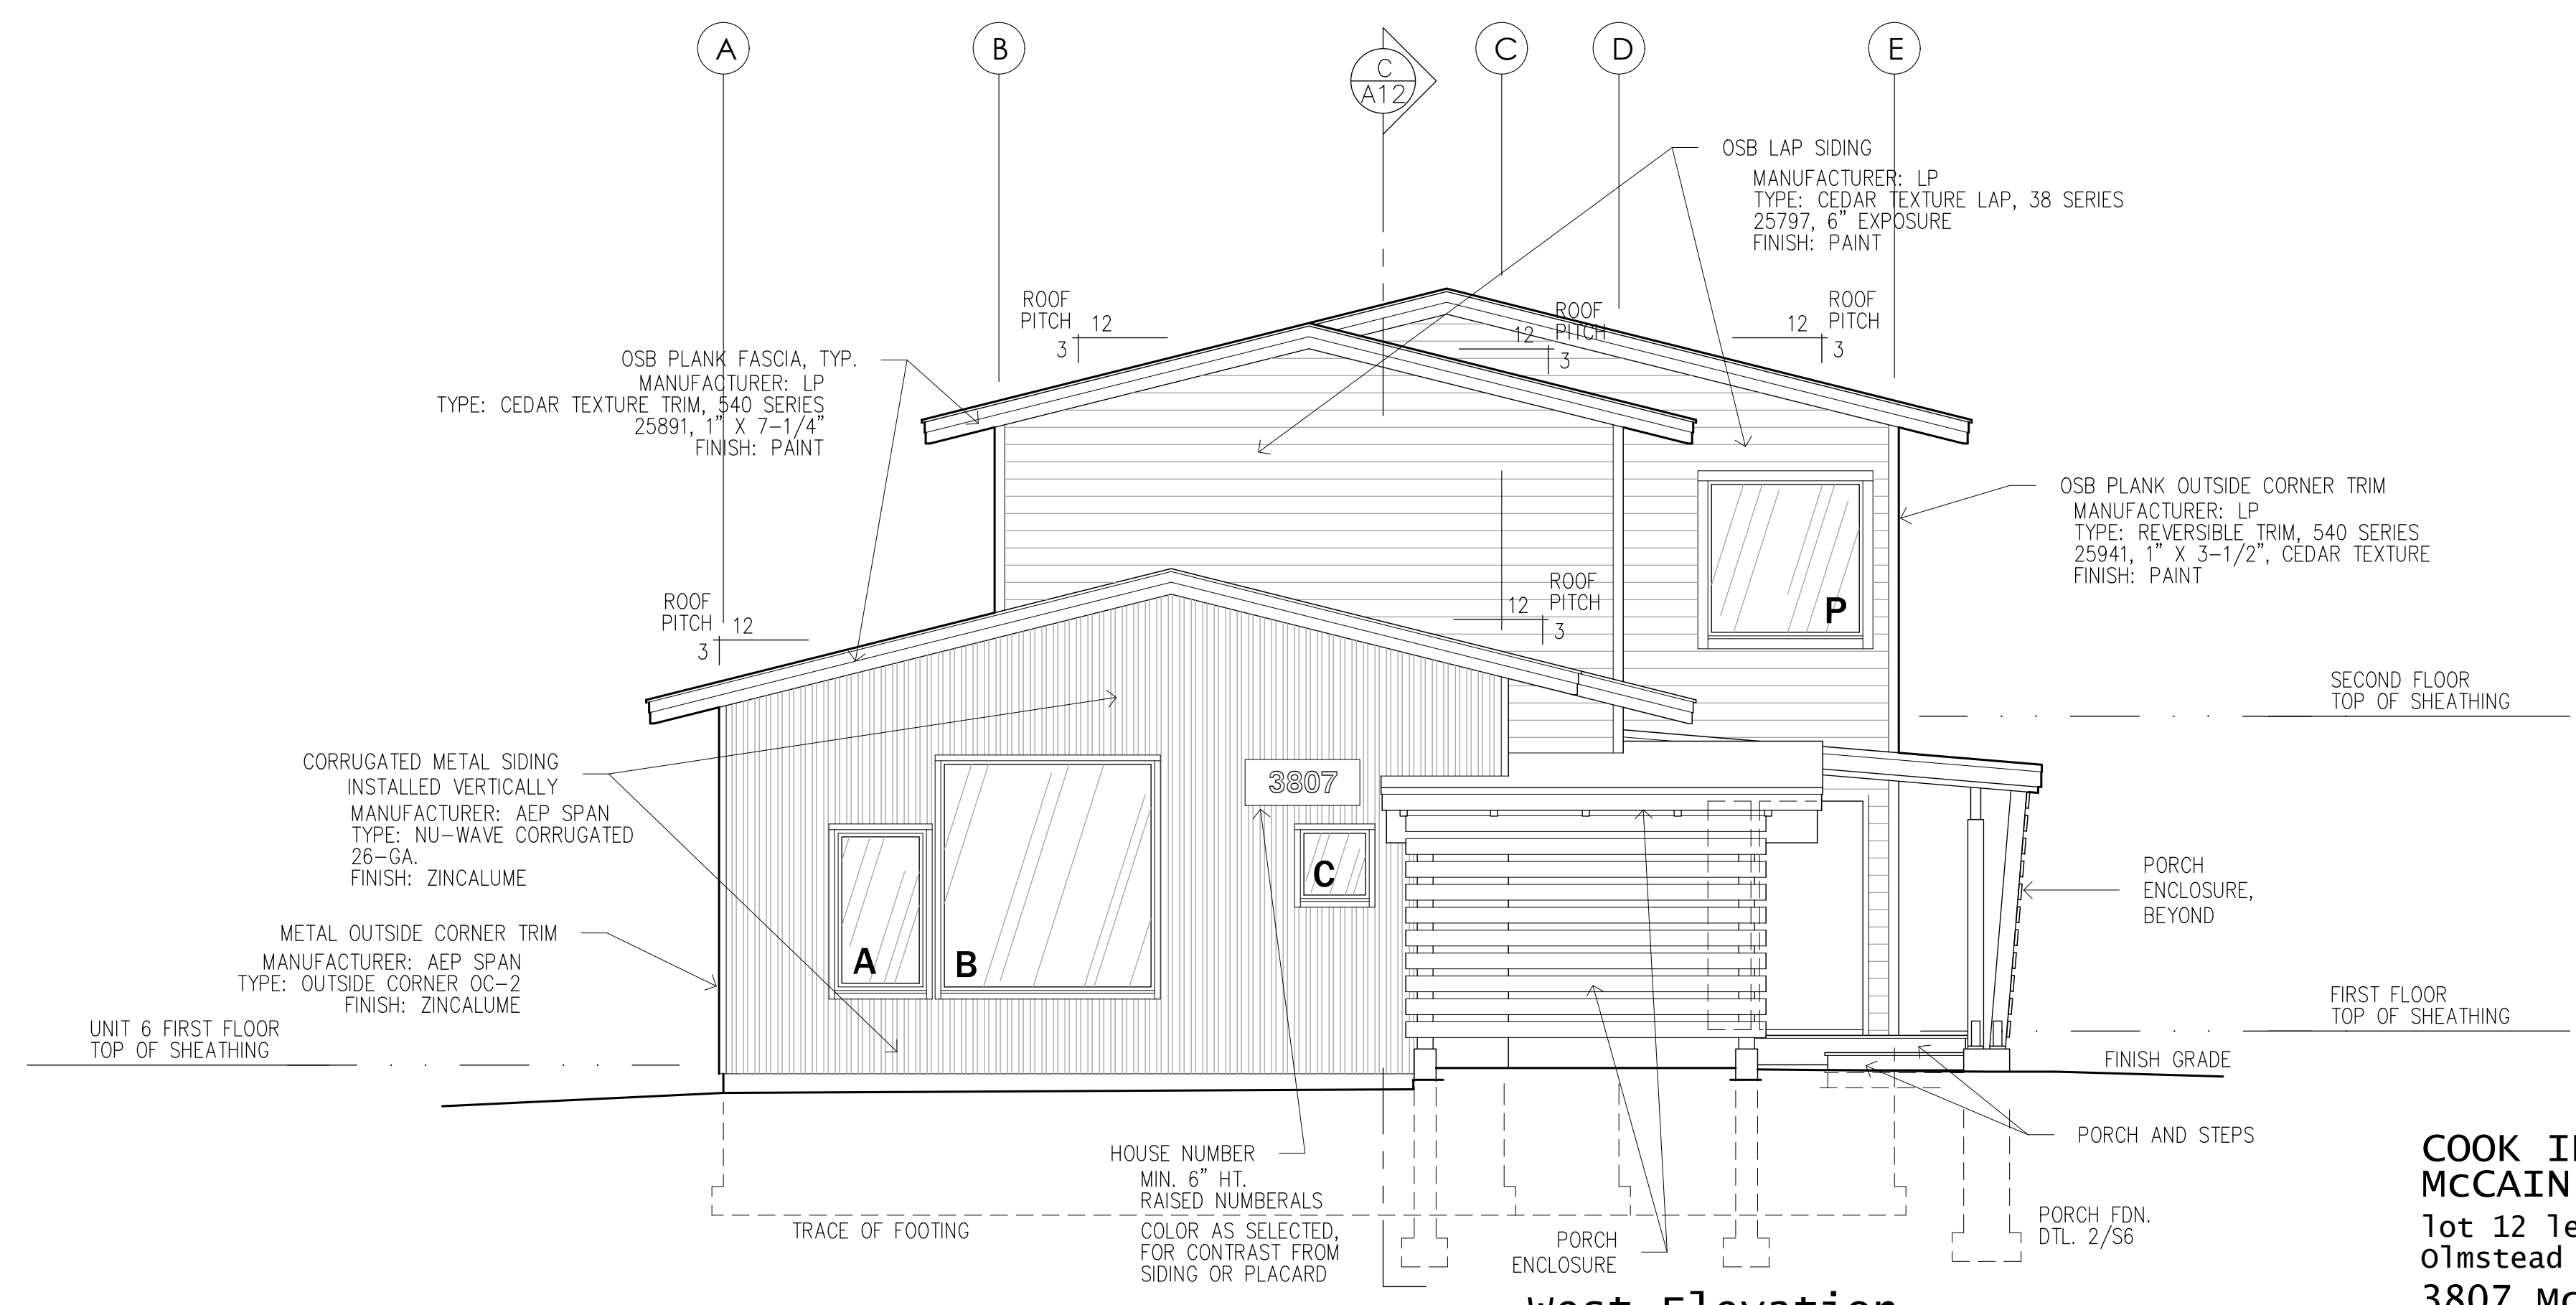 A
B
C
D
E
C
A12
OSB LAP SIDING
MANUFACTURER: LP
TYPE: CEDAR TEXTURE LAP, 38 SERIES
25797, 6" EXPOSURE
FINISH: PAINT
ROOF
PITCH
12
3
ROOF
PITCH
12
3
ROOF
PITCH
12
3
OSB PLANK FASCIA, TYP.
MANUFACTURER: LP
TYPE: CEDAR TEXTURE TRIM, 540 SERIES
25891, 1" X 7-1/4"
FINISH: PAINT
OSB PLANK OUTSIDE CORNER TRIM
MANUFACTURER: LP
TYPE: REVERSIBLE TRIM, 540 SERIES
25941, 1" X 3-1/2", CEDAR TEXTURE
FINISH: PAINT
P
ROOF
PITCH
12
3
ROOF
PITCH
12
3
SECOND FLOOR
TOP OF SHEATHING
CORRUGATED METAL SIDING
INSTALLED VERTICALLY
MANUFACTURER: AEP SPAN
TYPE: NU-WAVE CORRUGATED
26-GA.
FINISH: ZINCALUME
3807
C
A
B
PORCH
ENCLOSURE,
BEYOND
METAL OUTSIDE CORNER TRIM
MANUFACTURER: AEP SPAN
TYPE: OUTSIDE CORNER OC-2
FINISH: ZINCALUME
UNIT 6 FIRST FLOOR
TOP OF SHEATHING
FIRST FLOOR
TOP OF SHEATHING
FINISH GRADE
PORCH AND STEPS
HOUSE NUMBER
MIN. 6" HT.
RAISED NUMBERALS
COLOR AS SELECTED,
FOR CONTRAST FROM
SIDING OR PLACARD
TRACE OF FOOTING
PORCH
ENCLOSURE
PORCH FDN.
DTL. 2/S6
West Elevation
COOK
MCCAIN
lot 12
Olmstead
3807